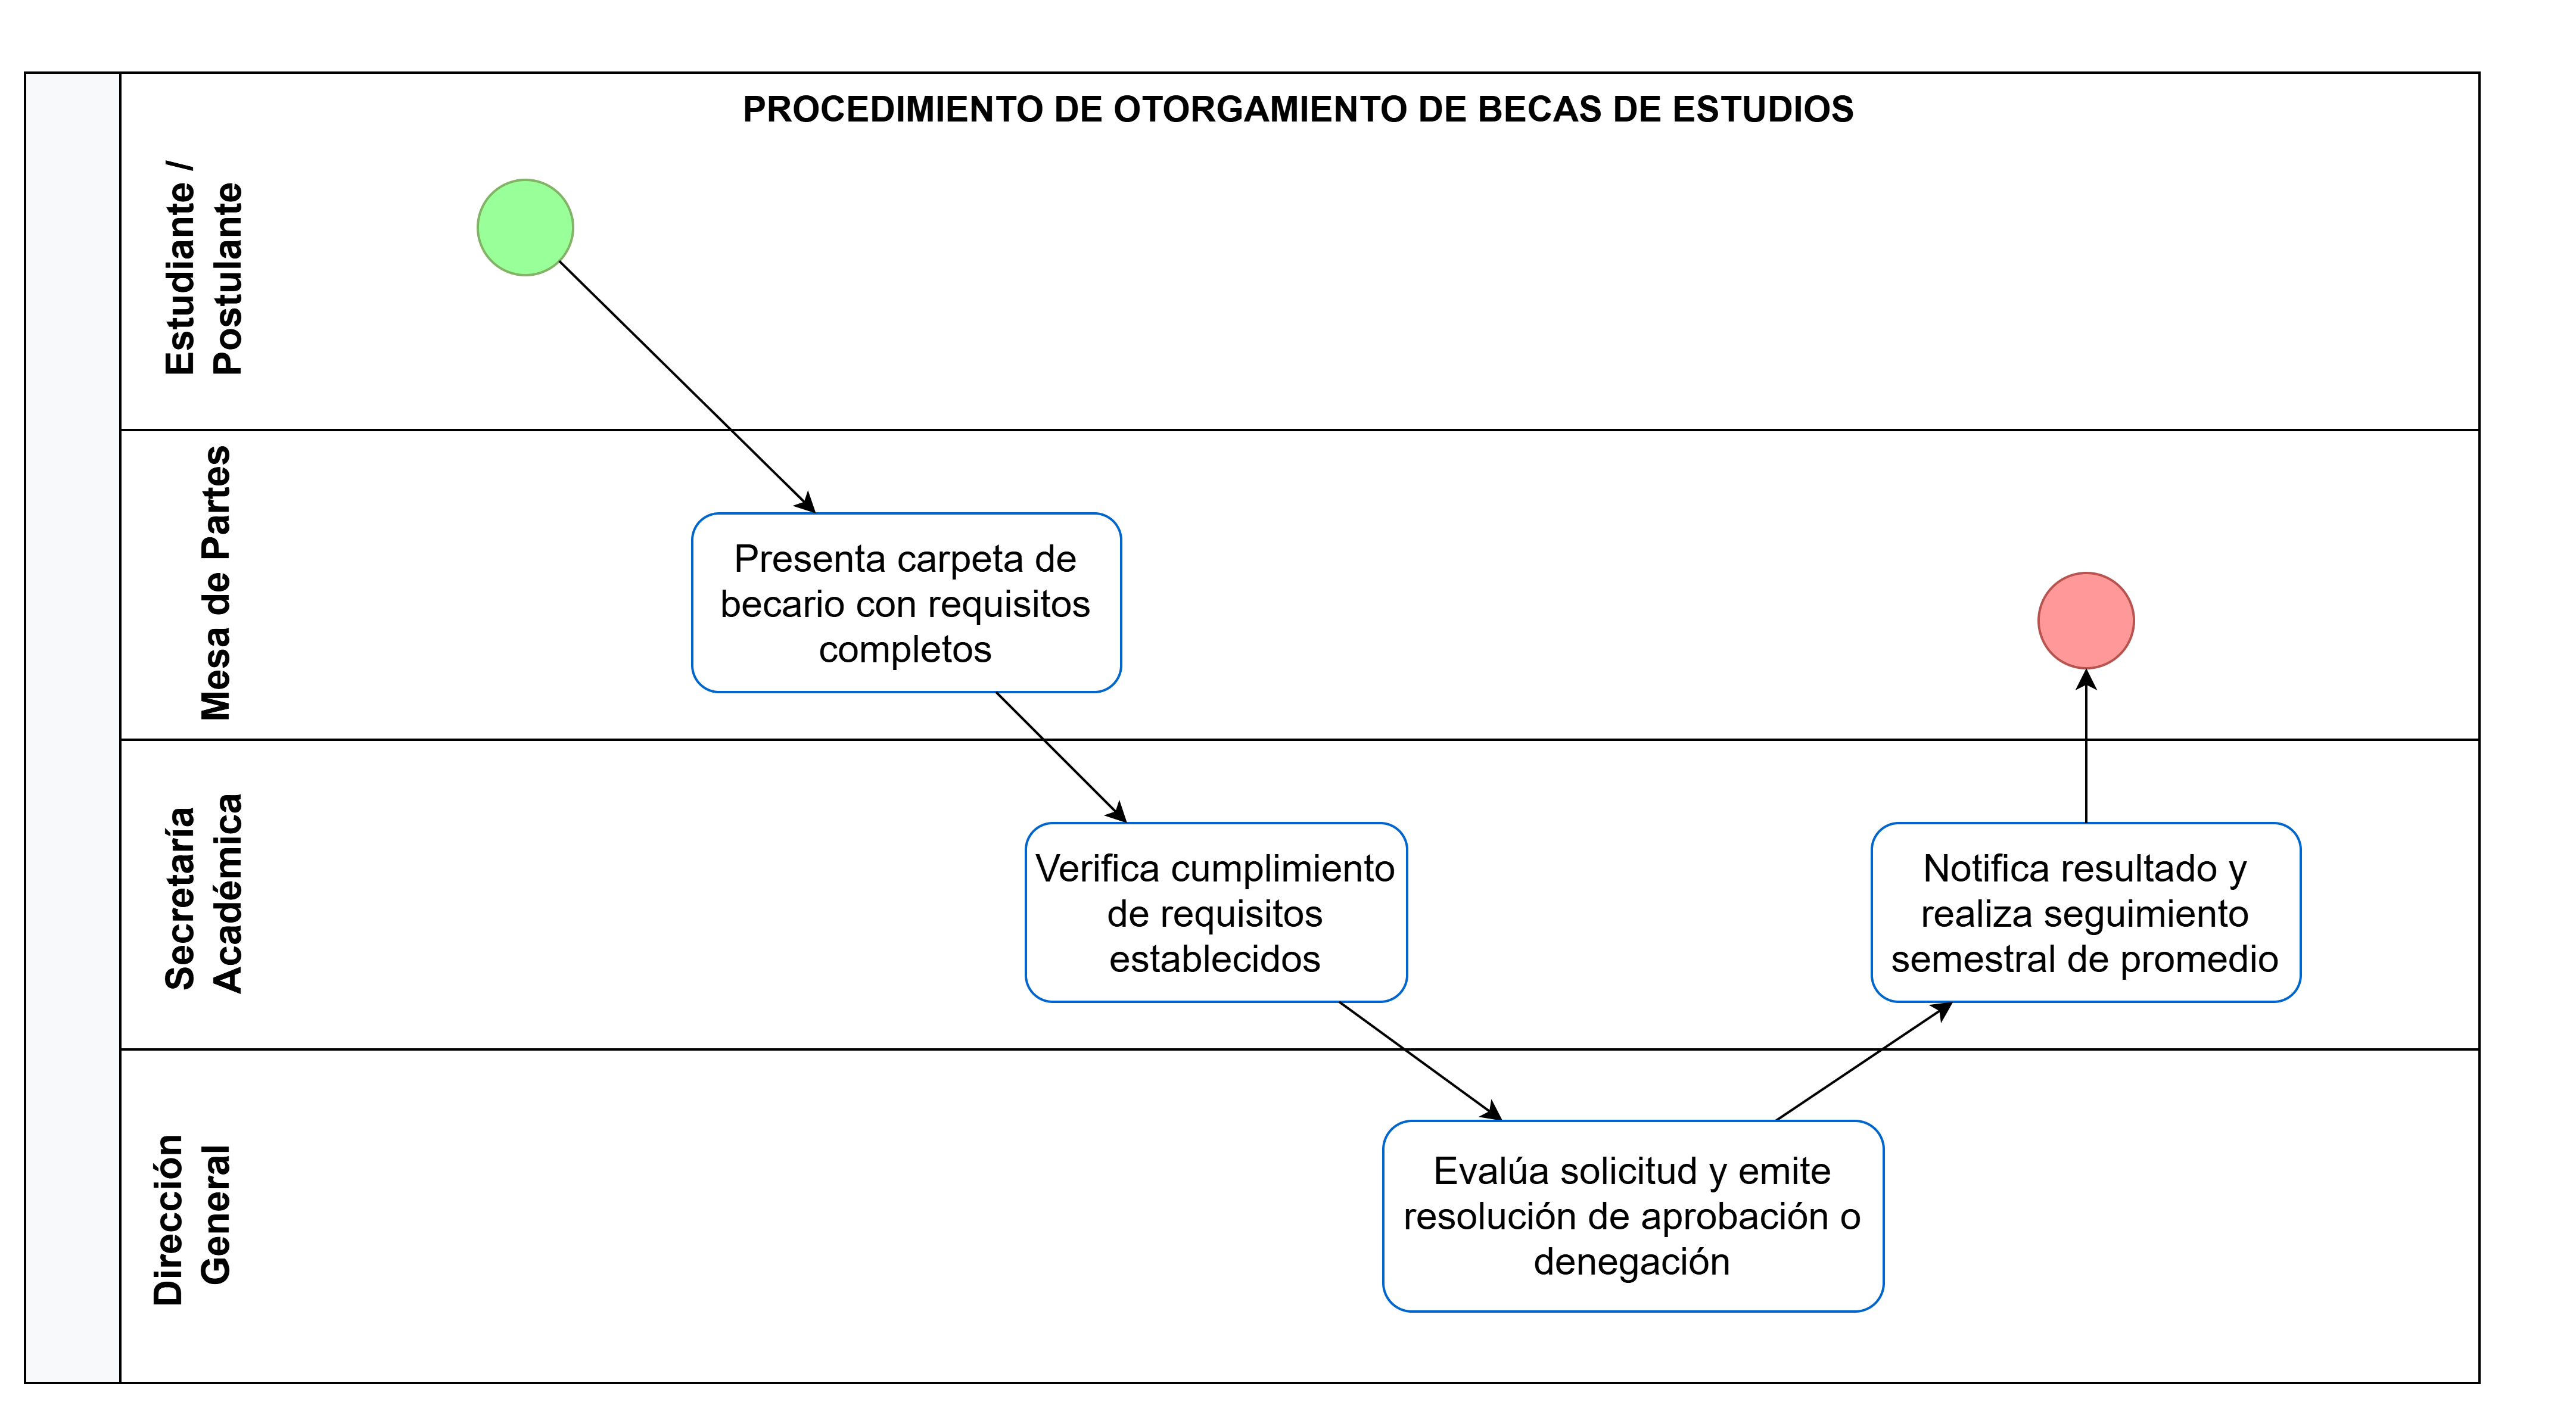 PROCEDIMIENTO DE OTORGAMIENTO DE BECAS DE ESTUDIOS
Estudiante /
Postulante
Mesa de Partes
Presenta carpeta de
becario con requisitos
completos
Secretaría
Académica
Verifica cumplimiento
de requisitos
establecidos
Notifica resultado y
realiza seguimiento
semestral de promedio
Dirección
General
Evalúa solicitud y emite
resolución de aprobación o
denegación